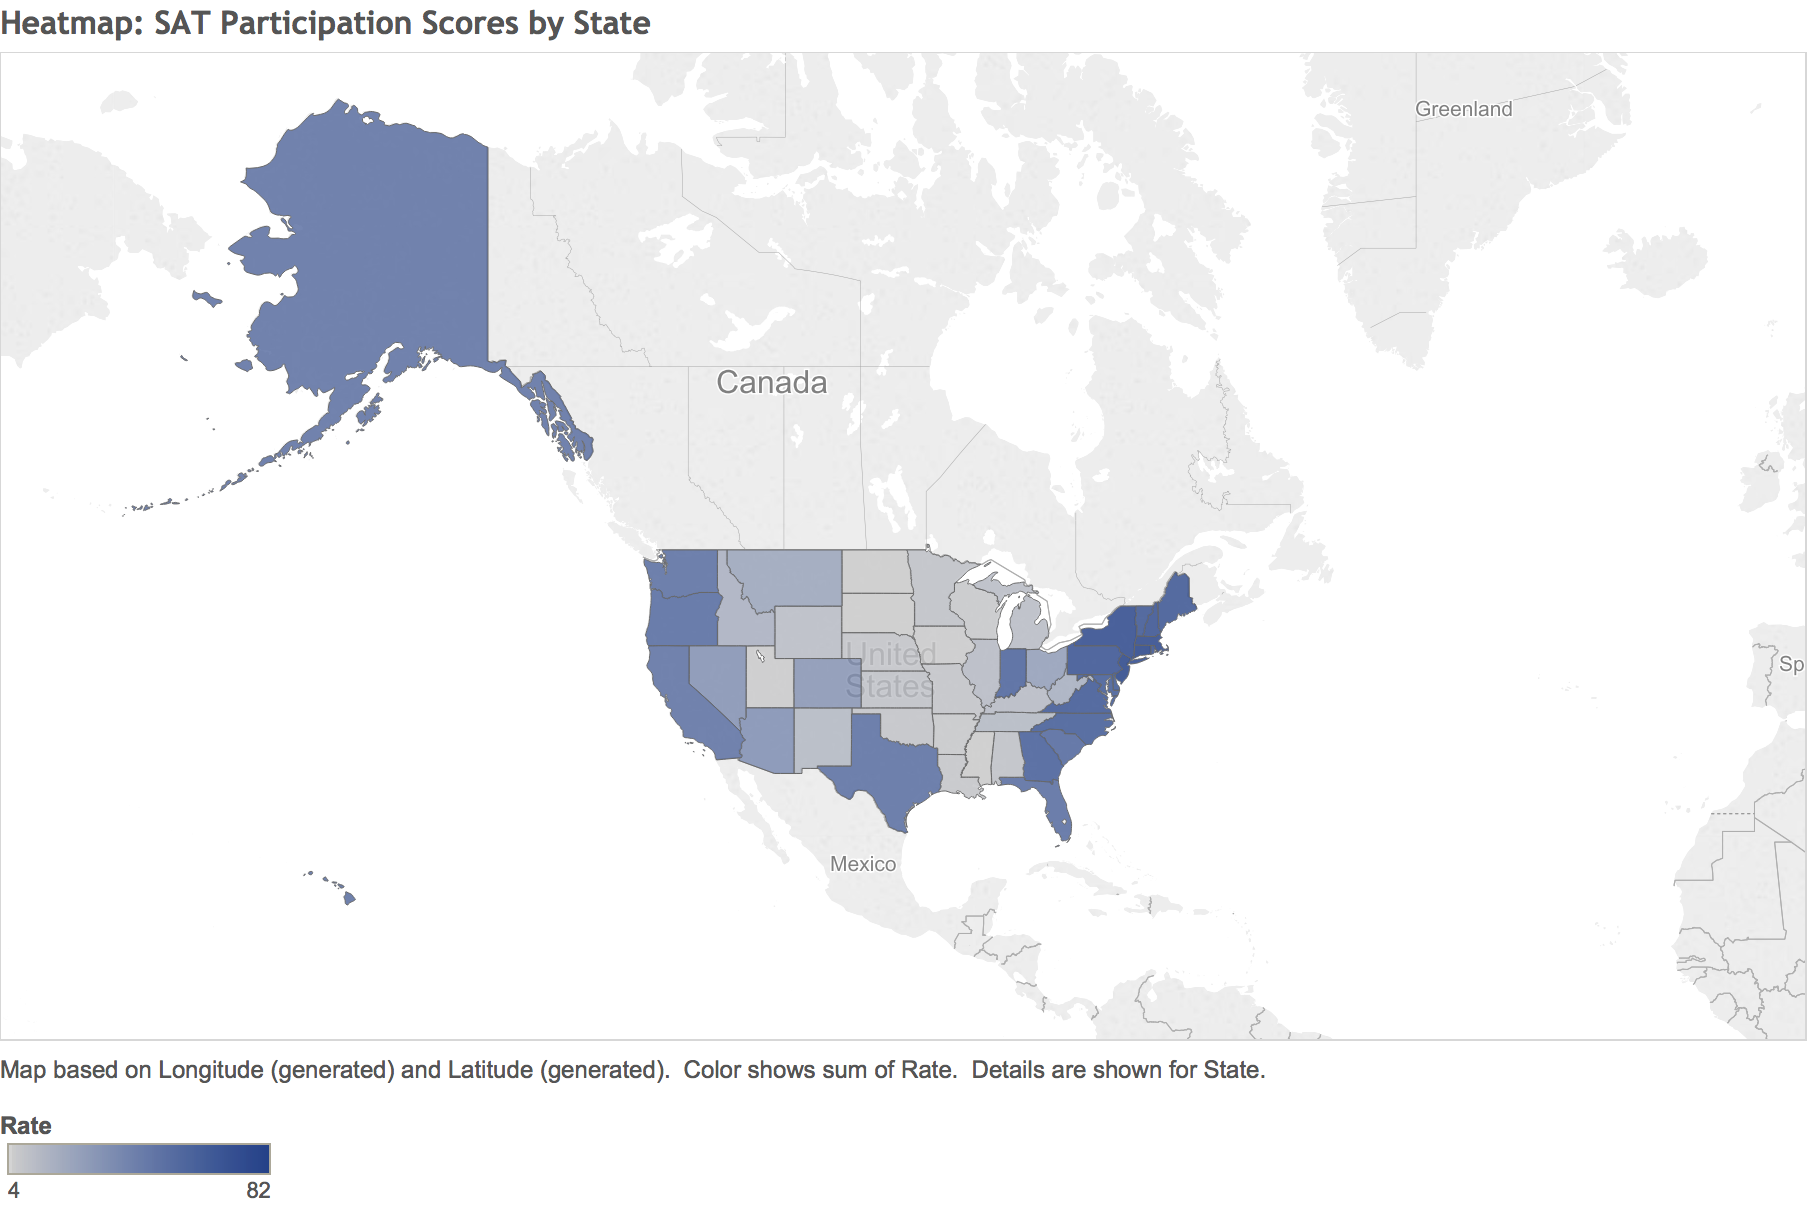 Heatmap: SAT Participation Scores by State
Greenland
Canada
United
States
Sp
Mexico
Map based on Longitude (generated) and Latitude (generated).  Color shows sum of Rate.  Details are shown for State.
Rate
4
82